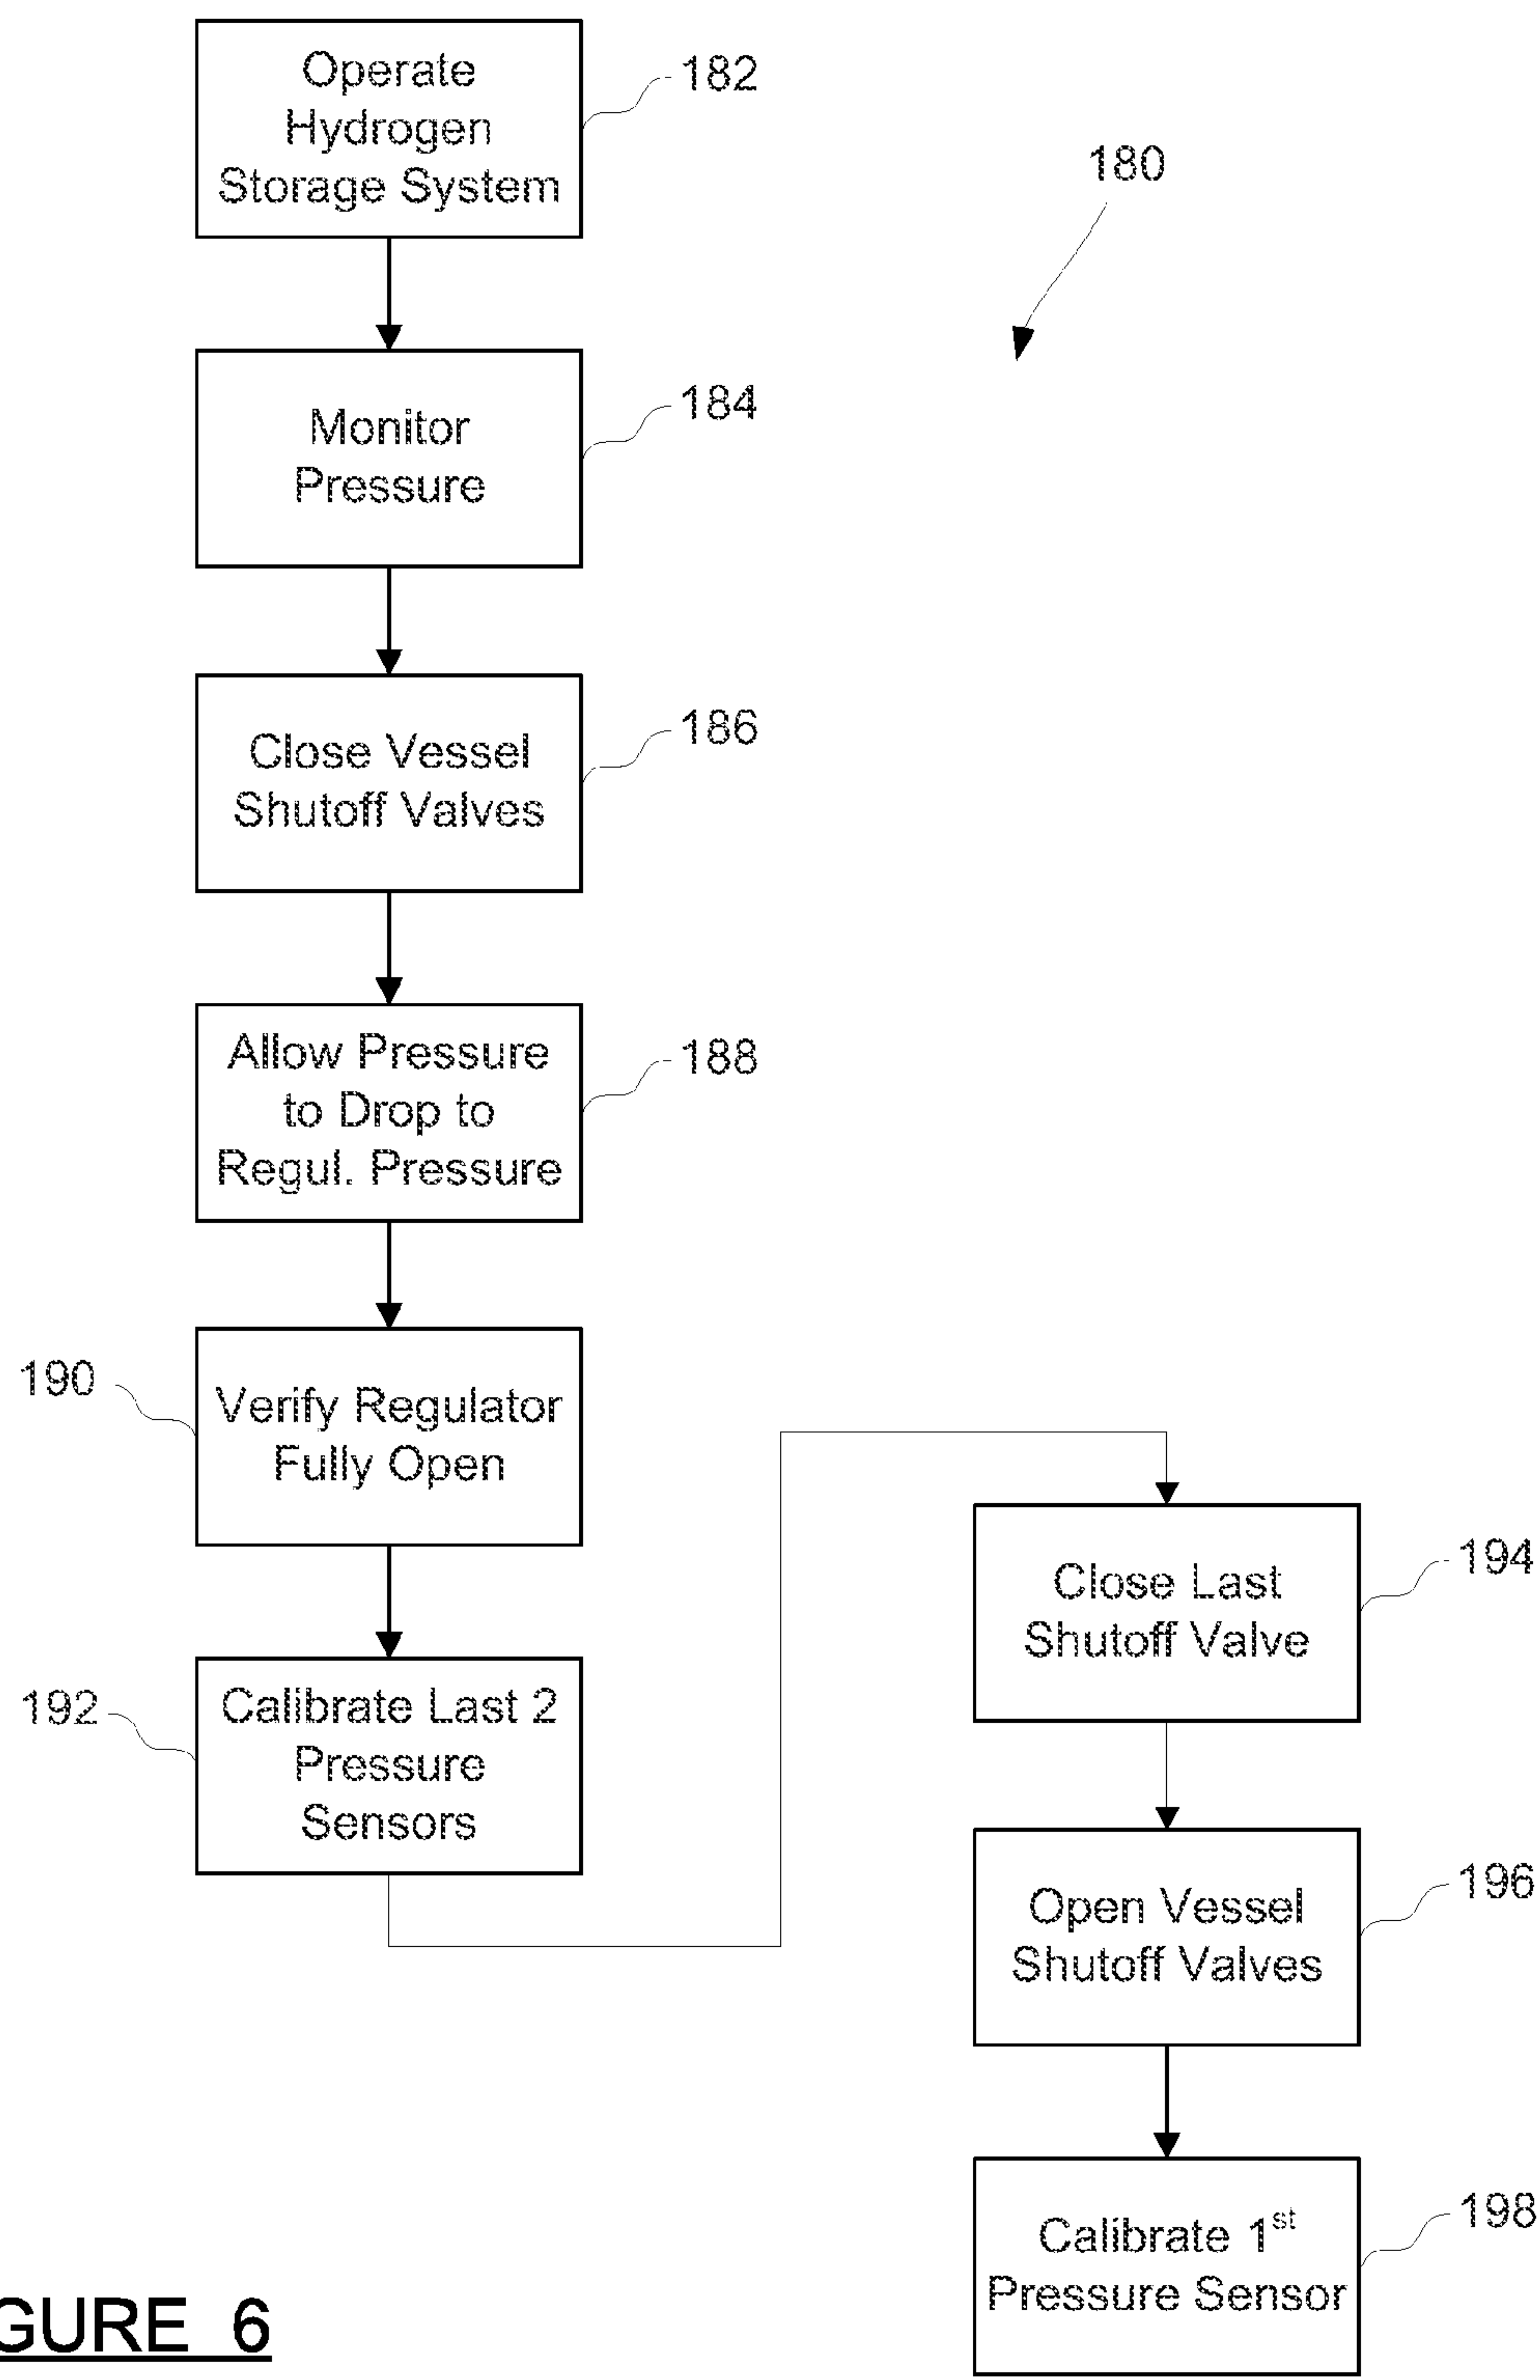 Operate
Hydrogen
Storage System
182
180
Monitor
Pressure
184
Close Vessel
Shutoff Valves
186
Allow Pressure
to Drop to
Regul. Pressure
188
190
Verify Regulator
Fully Open
192
Calibrate Last 2
Pressure
Sensors
Close Last
Shutoff Valve
194
Open Vessel
Shutoff Valves
196
Calibrate 1st
Pressure Sensor
198
GURE 6